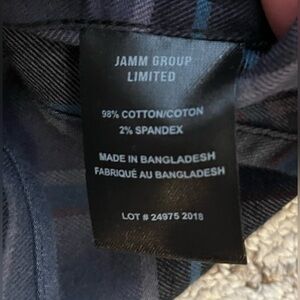 JAMM GROUP
LIMITED
98% COTTON/COTON
2% SPANDEX
MADE IN BANGLADESH
FABRIQUÉ AU BANGLADESH
LOT # 24975 2018